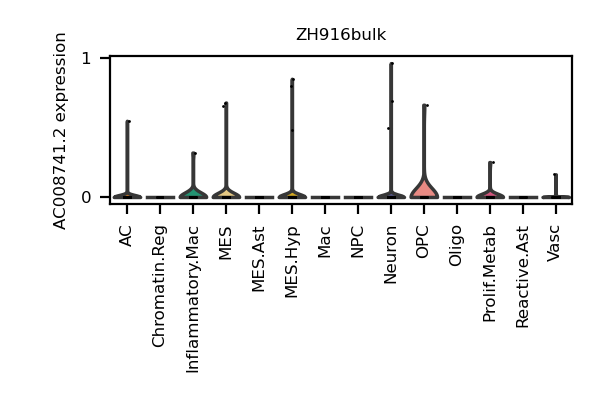 ZH916bulk
AC008741.2 expression
1
0
AC
Chromatin.Reg
Inflammatory.Mac
MES
MES.Ast
MES.Hyp
Mac
NPC
Neuron
OPC
Oligo
Prolif.Metab
Reactive.Ast
Vasc